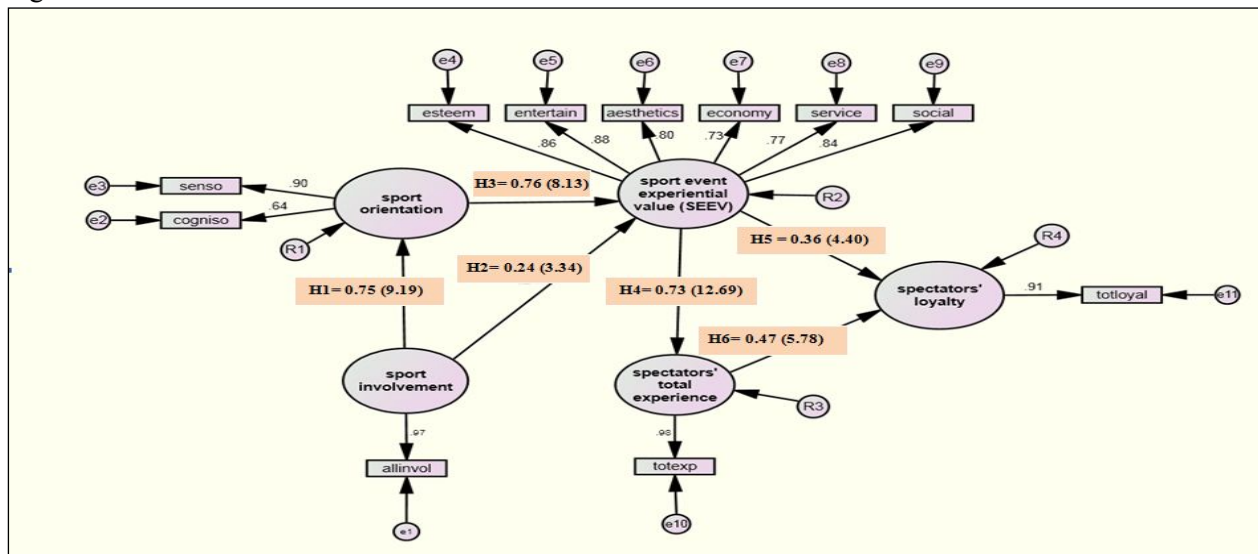 e4
e5
e6
e7
e8
e9
esteem
entertain
aesthetics
economy
service
social
.86
.88
.80
.73
.77
.84
e3
senso
.90
e2
cogniso
.64
sport
orientation
R1
H3= 0.76 (8.13)
sport event
experiential
value (SEEV)
R2
H1= 0.75 (9.19)
H2= 0.24 (3.34)
H4= 0.73 (12.69)
H5 = 0.36 (4.40)
R4
spectators'
loyalty
.91
totloyal
e11
H6= 0.47 (5.78)
sport
involvement
spectators'
total
experience
R3
.97
allinvol
e1
.98
totexp
e10